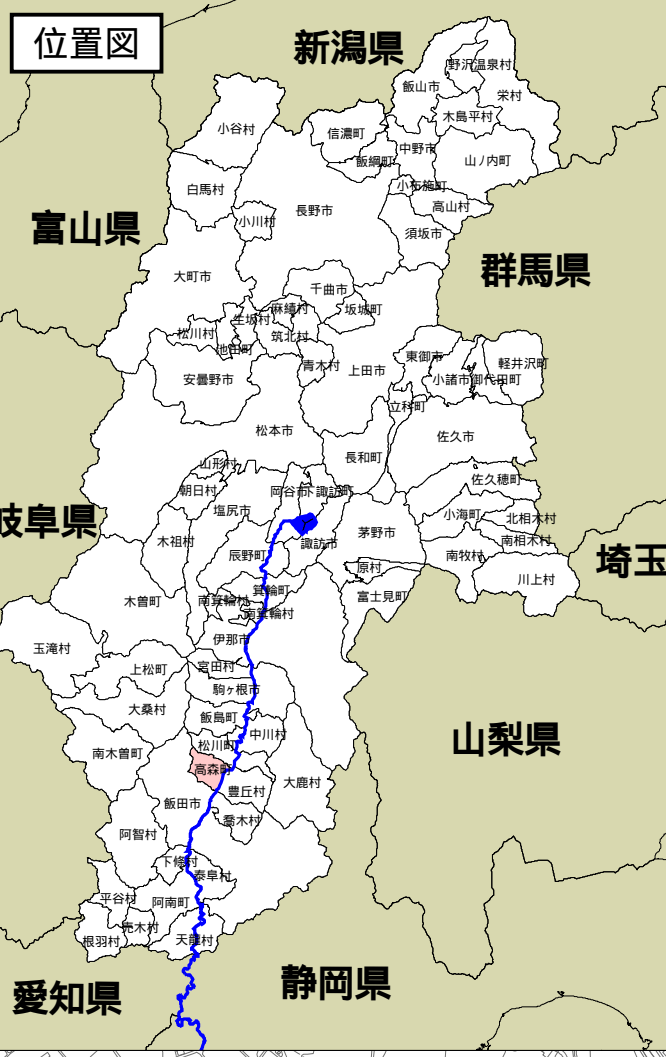 位置図
新潟県
野沢温泉村
飯山市
栄村
木島平村
小谷村
信濃町
中野市
飯綱町
山ノ内町
白馬村
小布施町
高山村
長野市
小川村
富山県
須坂市
群馬県
大町市
千曲市
麻績村
坂城町
生坂村
松川村
筑北村
池田町
東御市
青木村
上田市
軽井沢町
安曇野市
小諸市
御代田町
立科町
松本市
佐久市
長和町
山形村
佐久穂町
朝日村
岡谷市
下諏訪町
塩尻市
小海町
北相木村
岐阜県
茅野市
木祖村
諏訪市
南相木村
辰野町
南牧村
埼玉
原村
川上村
箕輪町
富士見町
木曽町
南箕輪村
南箕輪村
伊那市
玉滝村
宮田村
上松町
駒ヶ根市
大桑村
飯島町
中川村
山梨県
松川町
南木曽町
高森町
大鹿村
豊丘村
飯田市
喬木村
阿智村
下條村
泰阜村
平谷村
阿南町
売木村
根羽村
天龍村
静岡県
愛知県